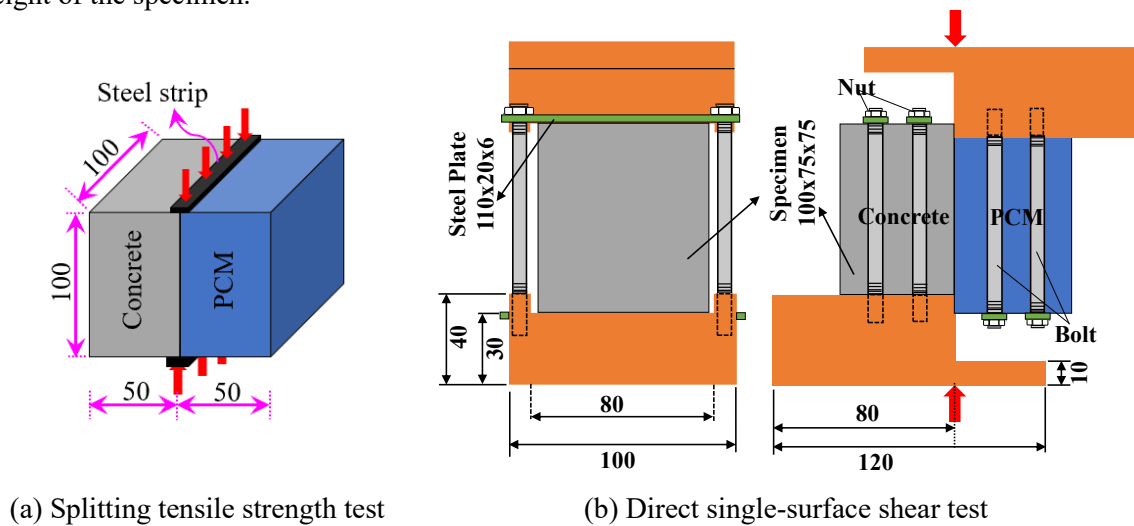 eight of the specimen.
Steel strip
100
100
Concrete
PCM
50
50
Steel Plate
110x20x6
40
30
80
100
Specimen
100x75x75
Nut
Concrete
PCM
Bolt
10
80
120
(a) Splitting tensile strength test
(b) Direct single-surface shear test